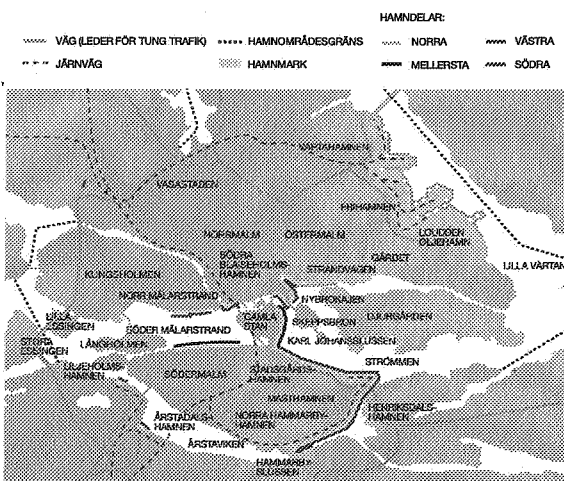 HAMNDELAR:
VÄG (LEDER FÖR TUNG TRAFIK)
HAMNOMRÅDESGRÄNS
NORRA
VÄSTRA
JÄRNVÄG
HAMNMARK
MELLERSTA
SÖDRA
VÄRTAHAMNEN
VASASTADEN
FRIHAMNEN
NORRMALM
ÖSTERMALM
LOUDDEN
OLJEHAMN
GÄRDET
LILLA VÄRTAN
SÖDRA
BLASIEHOLMS-
HAMNEN
STRANDVÄGEN
KUNGSHOLMEN
NORR MÄLARSTRAND
NYBROKAJEN
DJURGÅRDEN
LILLA
ESSINGEN
GAMLA
STAN
SKEPPSBRON
SÖDER MÄLARSTRAND
STORA
ESSINGEN
LÅNGHOLMEN
KARL JOHANSSLUSSEN
STRÖMMEN
LILJEHOLMS-
HAMNEN
SÖDERMALM
STADSGÅRDS-
HAMNEN
MASTHAMNEN
ÅRSTADALS-
HAMNEN
NORRA HAMMARBY-
HAMNEN
HENRIKSDALS-
HAMNEN
ÅRSTAVIKEN
HAMMARBY-
SLUSSEN